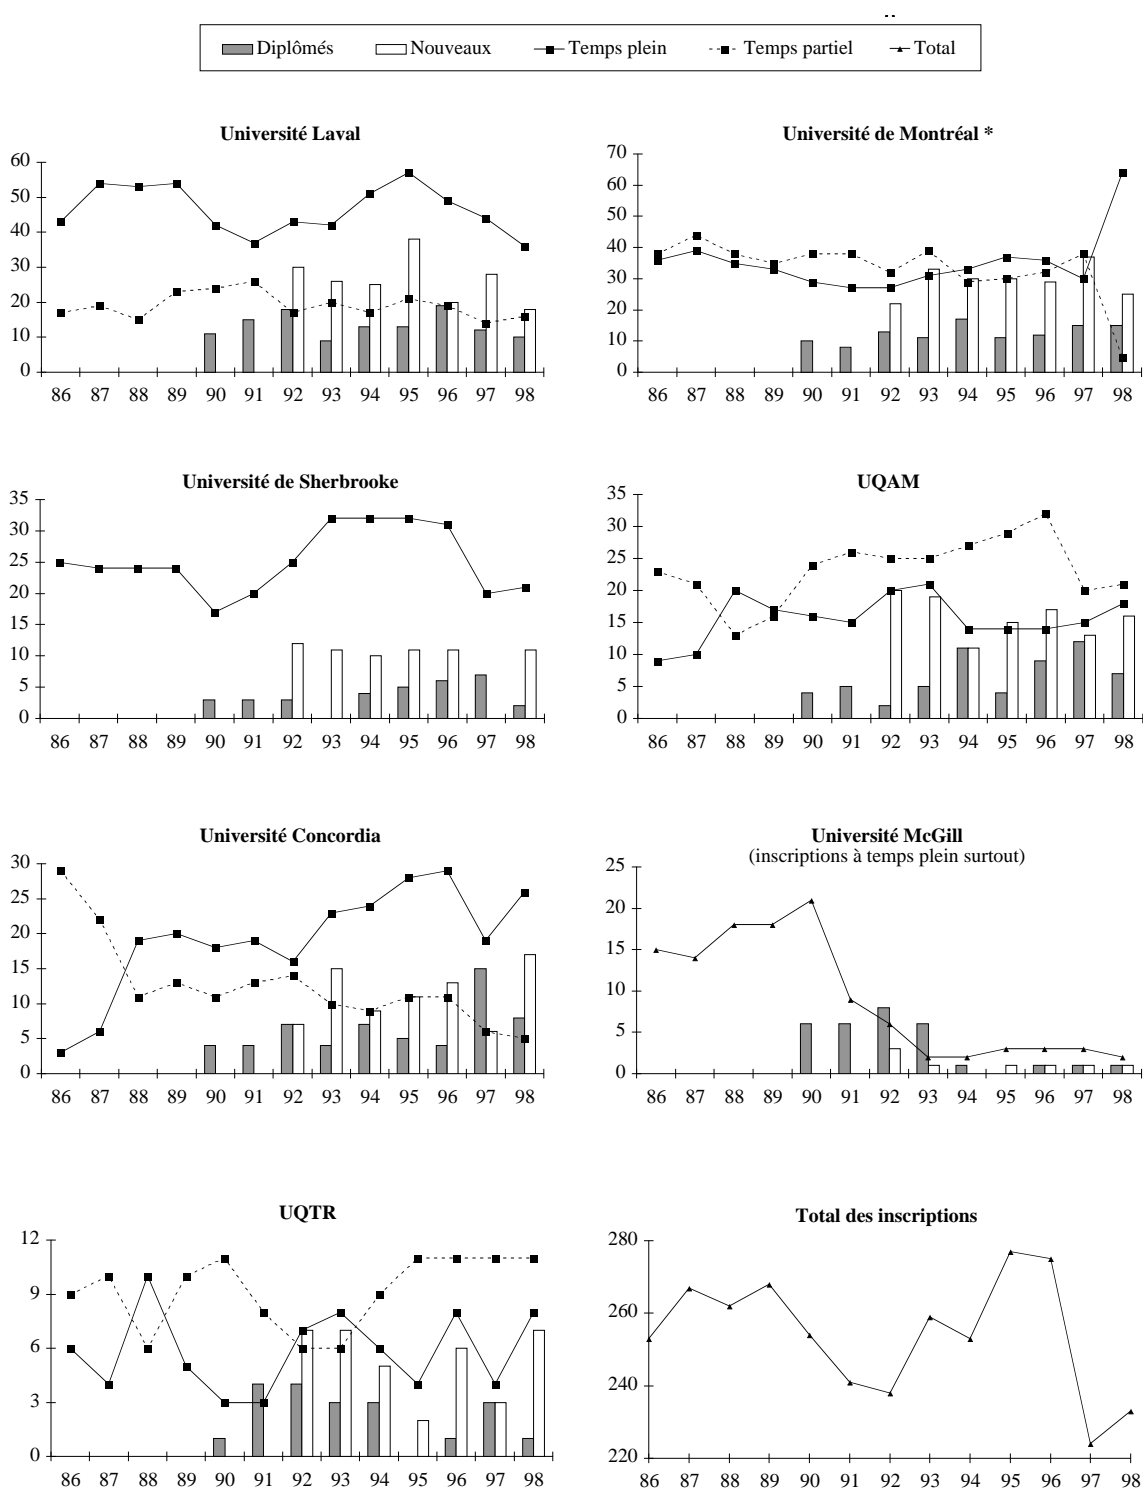 Diplômés Nouveaux Temps plein Temps partiel Total
Université Laval
60
50
40
30
20
10
0
86 87 88 89 90 91 92 93 94 95 96 97 98
Université de Montréal *
70
60
50
40
30
20
10
0
86 87 88 89 90 91 92 93 94 95 96 97 98
Université de Sherbrooke
35
30
25
20
15
10
5
0
86 87 88 89 90 91 92 93 94 95 96 97 98
UQAM
35
30
25
20
15
10
5
0
86 87 88 89 90 91 92 93 94 95 96 97 98
Université Concordia
30
25
20
15
10
5
0
86 87 88 89 90 91 92 93 94 95 96 97 98
Université McGill
(inscriptions à temps plein surtout)
25
20
15
10
5
0
86 87 88 89 90 91 92 93 94 95 96 97 98
UQTR
12
9
6
3
0
86 87 88 89 90 91 92 93 94 95 96 97 98
Total des inscriptions
280
260
240
220
86 87 88 89 90 91 92 93 94 95 96 97 98